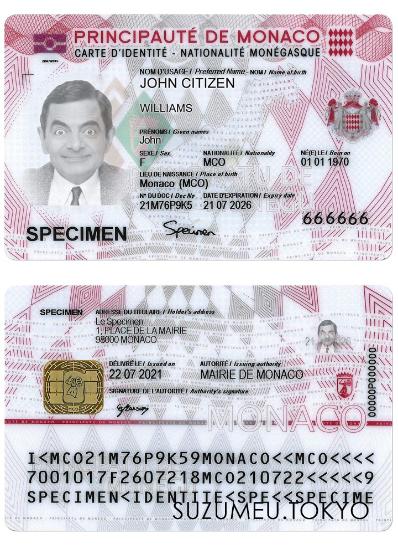 PRINCIPAUTÉ DE MONACO
CARTE D'IDENTITÉ - NATIONALITÉ MONÉGASQUE
NOM D'USAGE / Preferred Name - NOM / Name of birth
JOHN CITIZEN
WILLIAMS
PRÉNOMS / Given names
John
SEXE / Sex NATIONALITÉ / Nationality NÉ(E) LE / Born on
MCO 01 01 1970
LIEU DE NAISSANCE / Place of birth
Monaco (MCO)
N° DU DOC / Doc No DATE D'EXPIRATION / Expiry date
21M76P9K5 21 07 2026
666666
SPECIMEN
Specimen
SPECIMEN
ADRESSE DU TITULAIRE / Holder's address
Le Specimen
1, PLACE DE LA MAIRIE
98000 MONACO
DÉLIVRÉ LE / Issued on AUTORITÉ / Issuing authority
22 07 2021 MAIRIE DE MONACO
SIGNATURE DE L'AUTORITÉ / Authority's signature
00000P000000
MONACO
I<MCO21M76P9K59MONACO<<MCO<<<<
7001017F2607218MCO210722<<<<<9
SPECIMEN<IDENTITE<SPE<<SPECIME
SUZUMEU.TOKYO